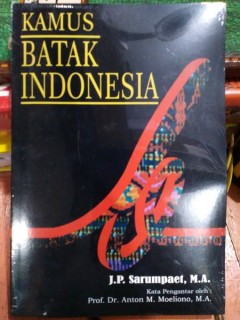 KAMUS
BATAK
INDONESIA
J.P. Sarumpaet, M.A.
Kata Pengantar oleh :
Prof. Dr. Anton M. Moeliono, M.A.